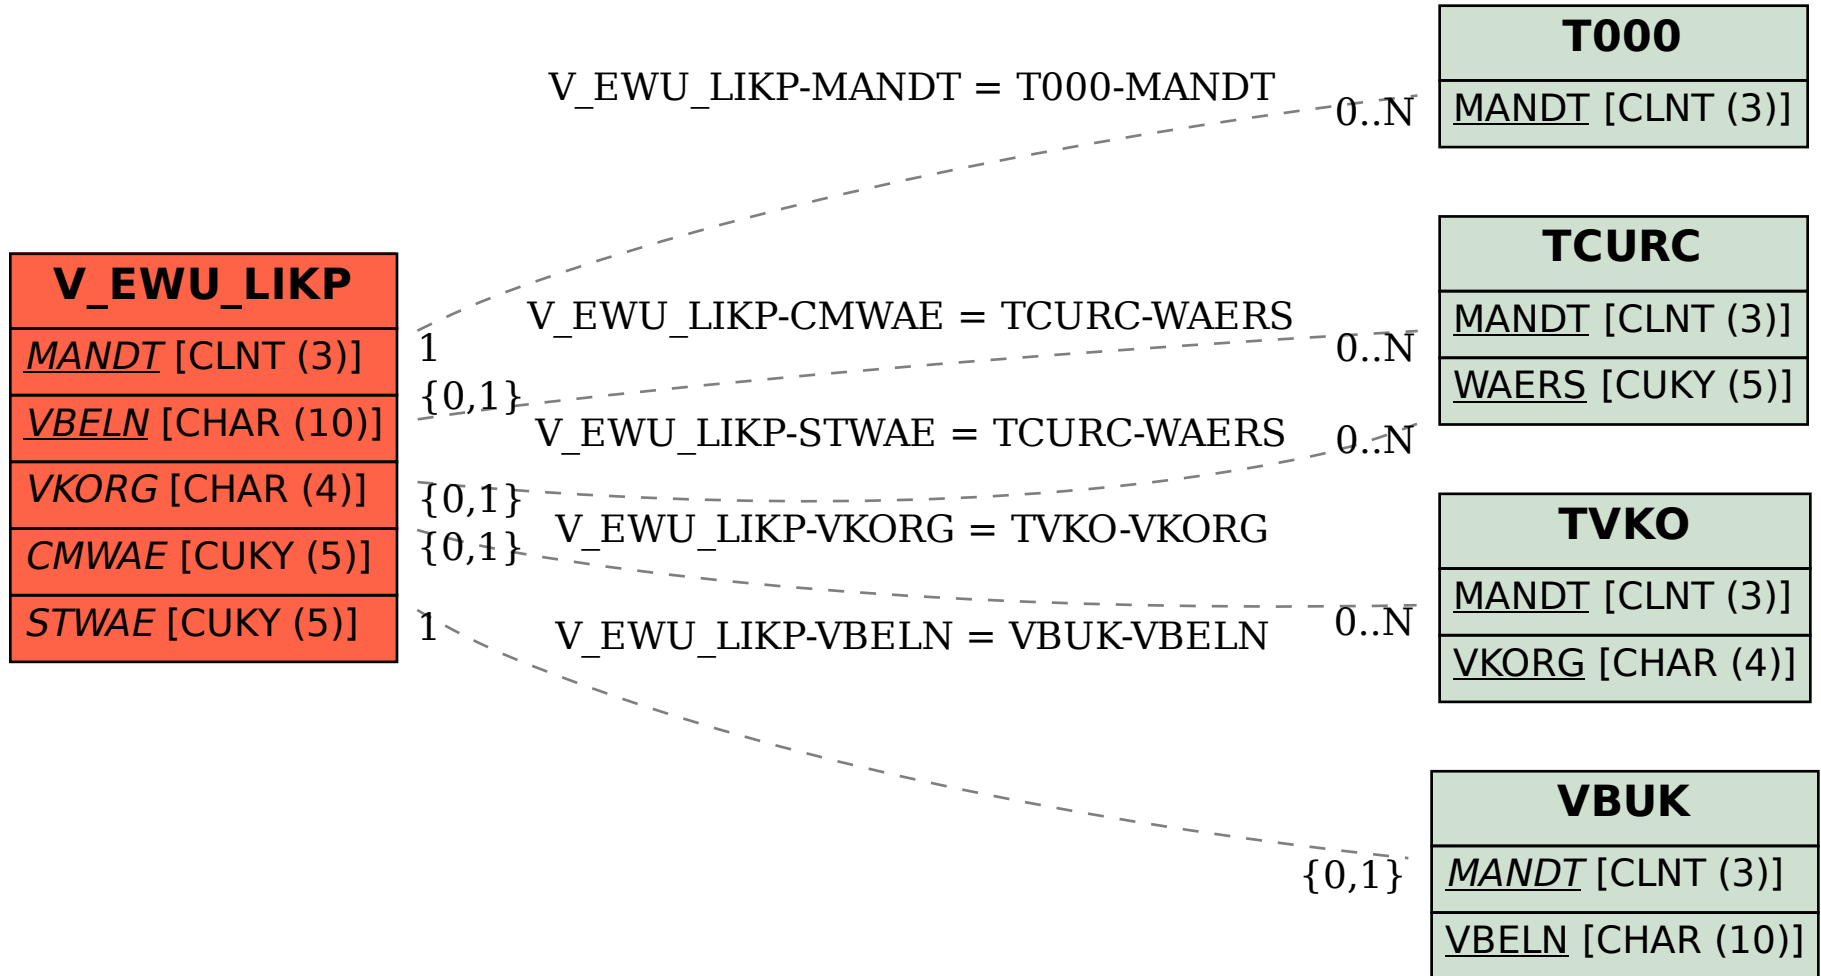 V_EWU_LIKP
MANDT [CLNT (3)]
VBELN [CHAR (10)]
VKORG [CHAR (4)]
CMWAE [CUKY (5)]
STWAE [CUKY (5)]
V_EWU_LIKP-MANDT = T000-MANDT
1
0..N
V_EWU_LIKP-CMWAE = TCURC-WAERS
{0,1}
0..N
V_EWU_LIKP-STWAE = TCURC-WAERS
{0,1}
0..N
V_EWU_LIKP-VKORG = TVKO-VKORG
{0,1}
0..N
V_EWU_LIKP-VBELN = VBUK-VBELN
1
{0,1}
T000
MANDT [CLNT (3)]
TCURC
MANDT [CLNT (3)]
WAERS [CUKY (5)]
TVKO
MANDT [CLNT (3)]
VKORG [CHAR (4)]
VBUK
MANDT [CLNT (3)]
VBELN [CHAR (10)]